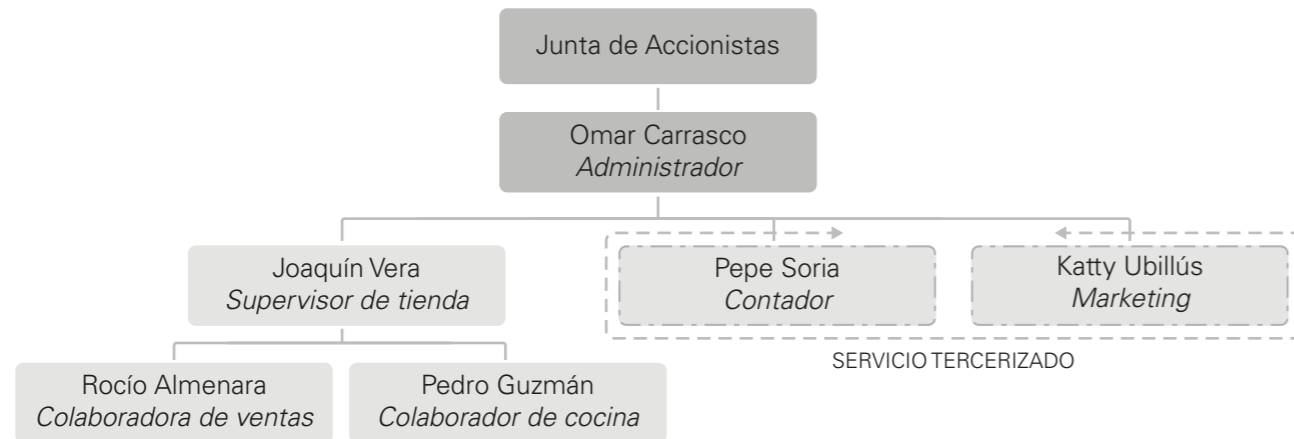 Junta de Accionistas
Omar Carrasco
Administrador
Joaquín Vera
Supervisor de tienda
Pepe Soria
Contador
Katty Ubillús
Marketing
SERVICIO TERCERIZADO
Rocío Almenara
Colaboradora de ventas
Pedro Guzmán
Colaborador de cocina